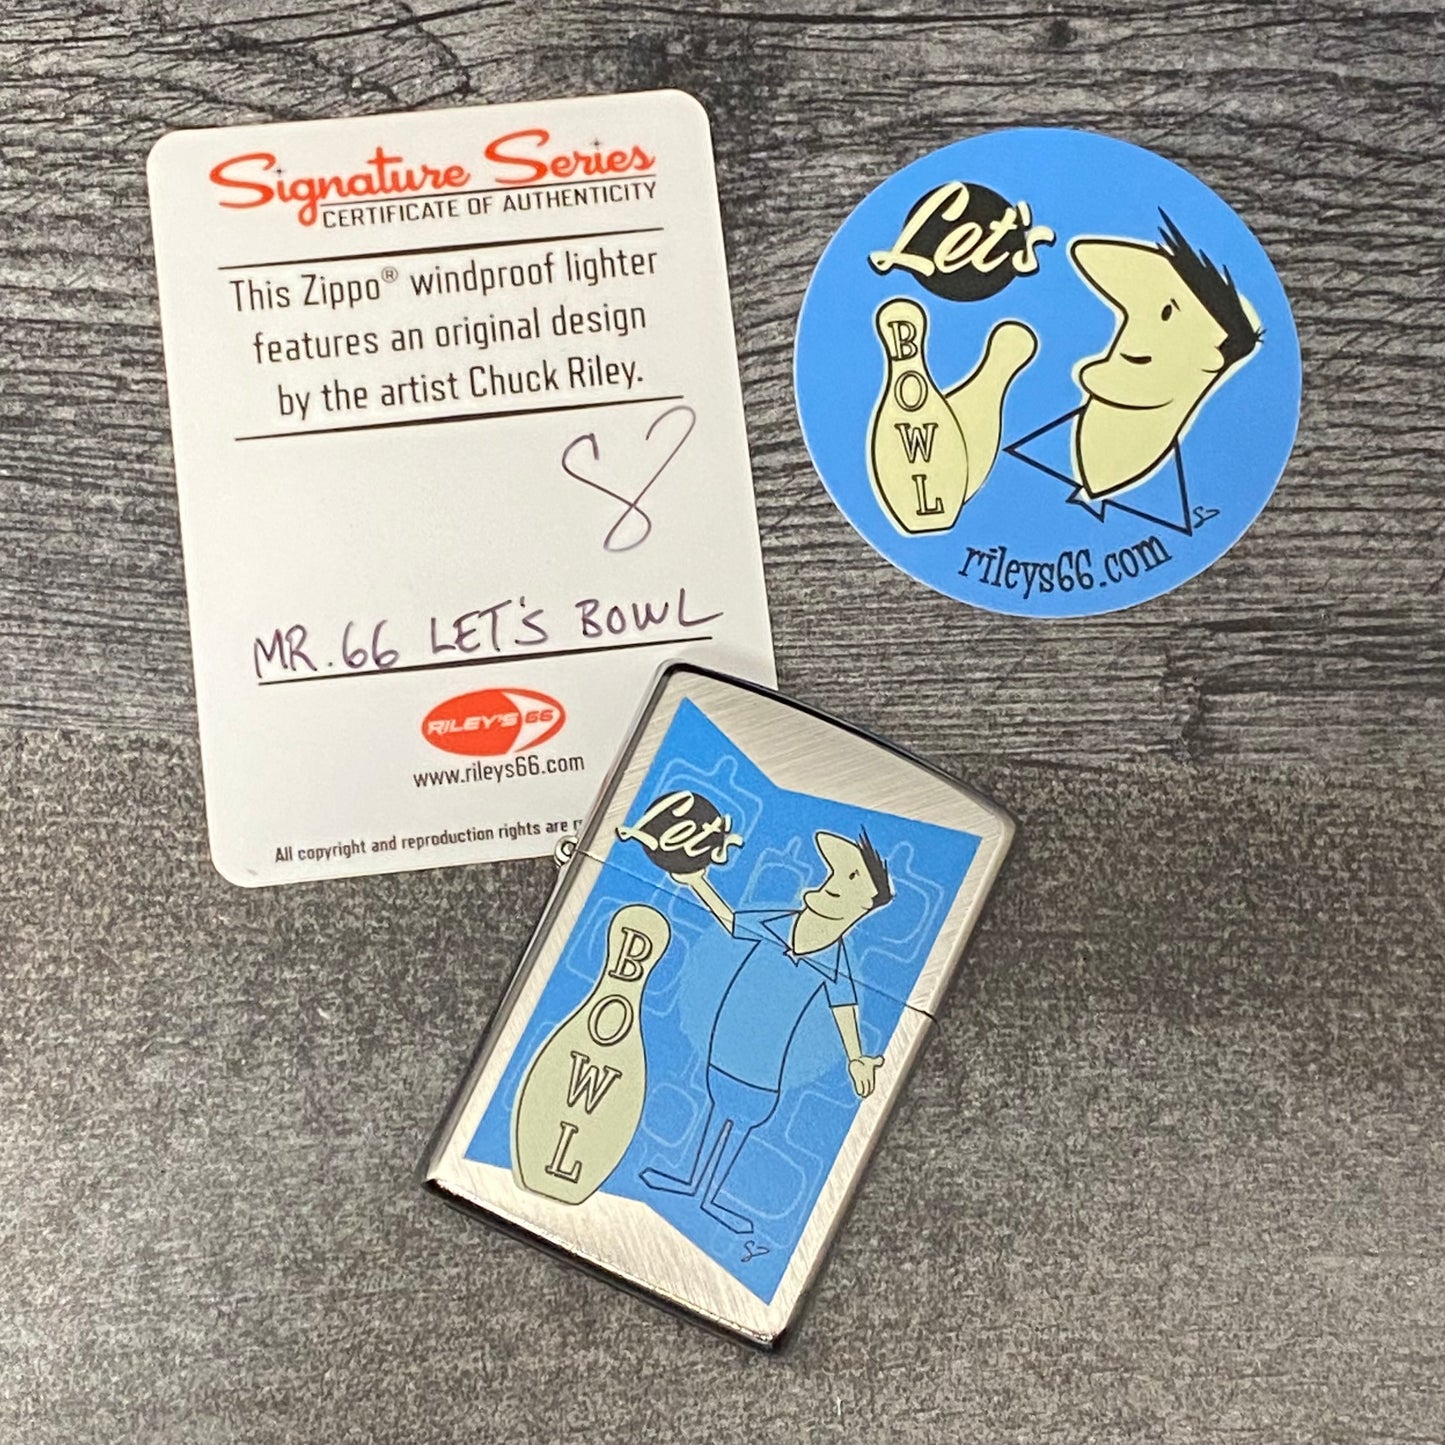 Signature Series
CERTIFICATE OF AUTHENTICITY
This Zippo® windproof lighter
features an original design
by the artist Chuck Riley.
MR. 66 LET'S BOWL
RILEY'S 66
www.rileys66.com
All copyright and reproduction rights are
Let's
BOWL
rileys66.com
Let's
BOWL